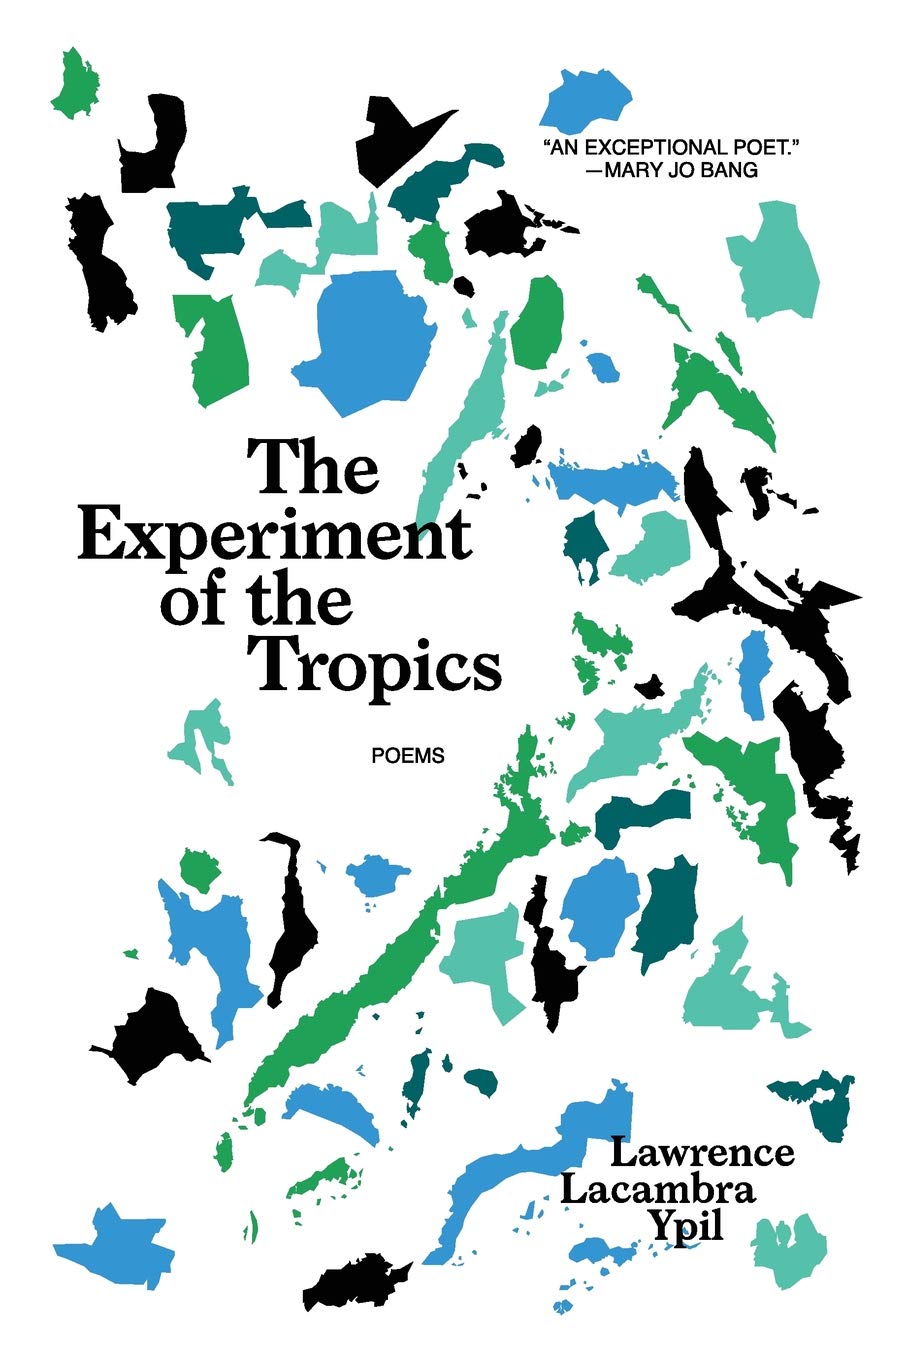 “AN EXCEPTIONAL POET.”
—MARY JO BANG
The
Experiment
of the
Tropics
POEMS
Lawrence
Lacambra
Ypil